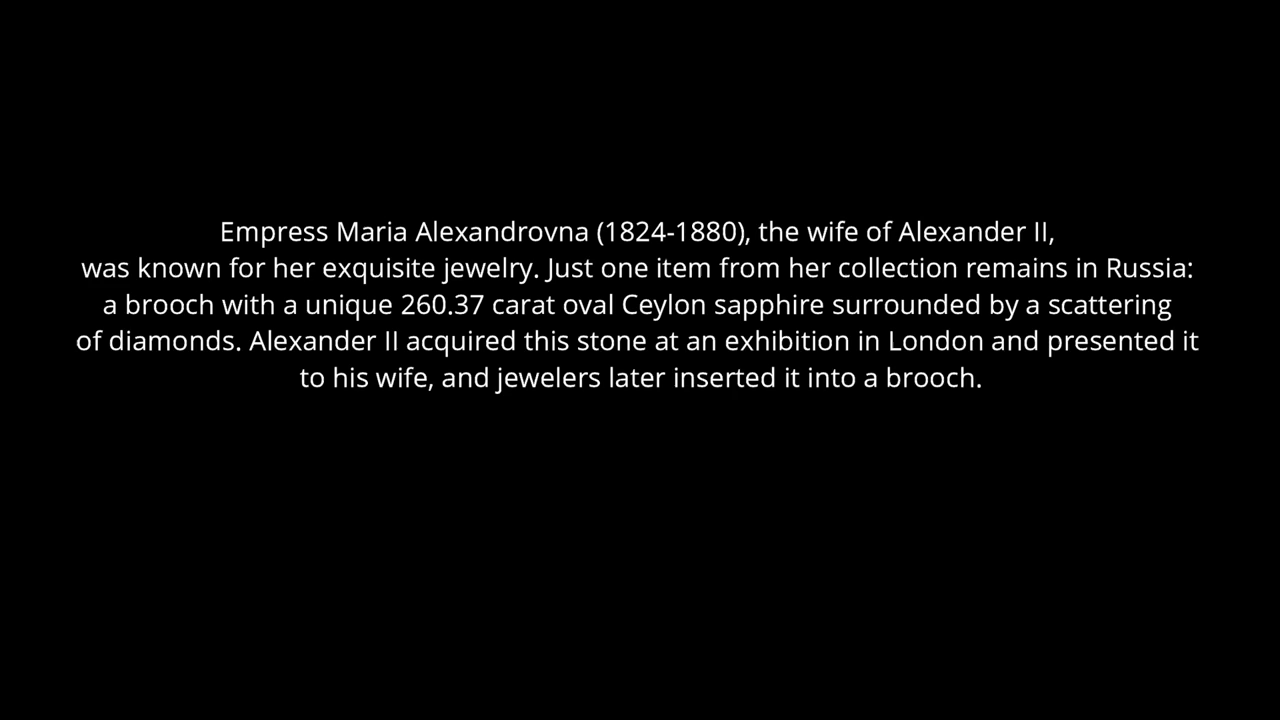 Empress Maria Alexandrovna (1824-1880), the wife of Alexander II,
was known for her exquisite jewelry. Just one item from her collection remains in Russia:
a brooch with a unique 260.37 carat oval Ceylon sapphire surrounded by a scattering
of diamonds. Alexander II acquired this stone at an exhibition in London and presented it
to his wife, and jewelers later inserted it into a brooch.